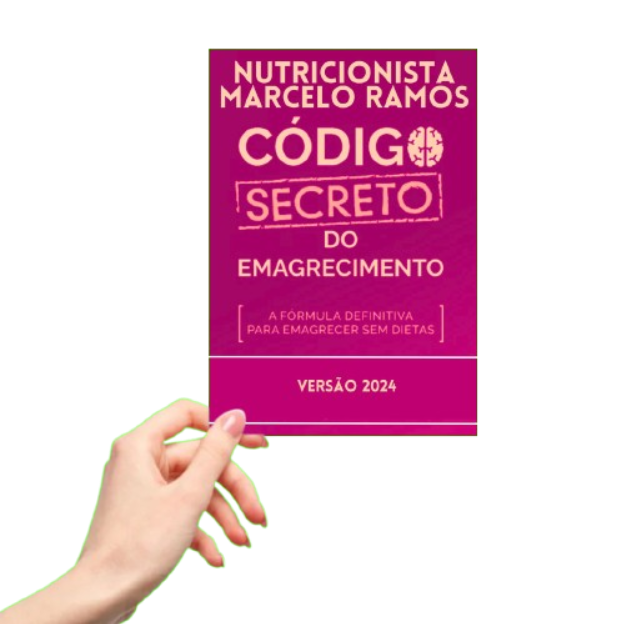 NUTRICIONISTA
MARCELO RAMOS
CÓDIGO
SECRETO
DO
EMAGRECIMENTO
A FÓRMULA DEFINITIVA
PARA EMAGRECER SEM DIETAS
VERSÃO 2024